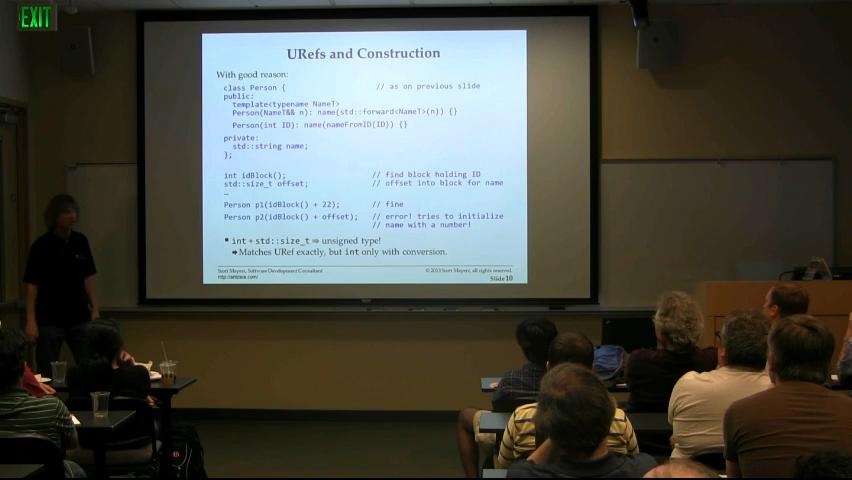 EXIT
URefs and Construction
With good reason:
class Person { // as on previous slide
public:
template<typename NameT>
Person(NameT&& n): name(std::forward<NameT>(n)) {}
Person(int ID): name(nameFromID(ID)) {}
private:
std::string name;
};
int idBlock(); // find block holding ID
std::size_t offset; // offset into block for name
…
Person p1(idBlock() + 22); // fine
Person p2(idBlock() + offset); // error! tries to initialize
// name with a number!
▪ int + std::size_t ⇒ unsigned type!
➔ Matches URef exactly, but int only with conversion.
Scott Meyers, Software Development Consultant © 2013 Scott Meyers, all rights reserved.
http://aristeia.com/ Slide 10